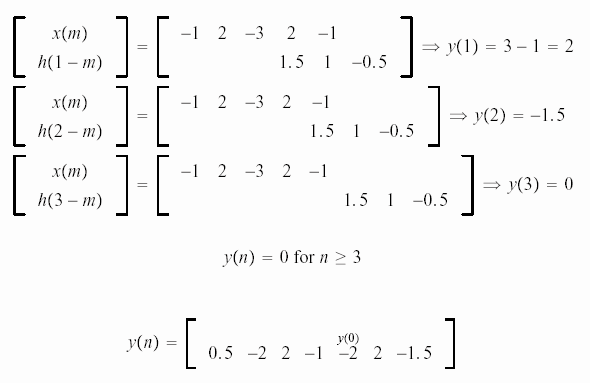 x(m) = −1 2 −3 2 −1 ⇒ y(1) = 3 − 1 = 2
h(1 − m) 1.5 1 −0.5
x(m) = −1 2 −3 2 −1 ⇒ y(2) = −1.5
h(2 − m) 1.5 1 −0.5
x(m) = −1 2 −3 2 −1 ⇒ y(3) = 0
h(3 − m) 1.5 1 −0.5
y(n) = 0 for n ≥ 3
y(0)
y(n) = [ 0.5 −2 2 −1 −2 2 −1.5 ]